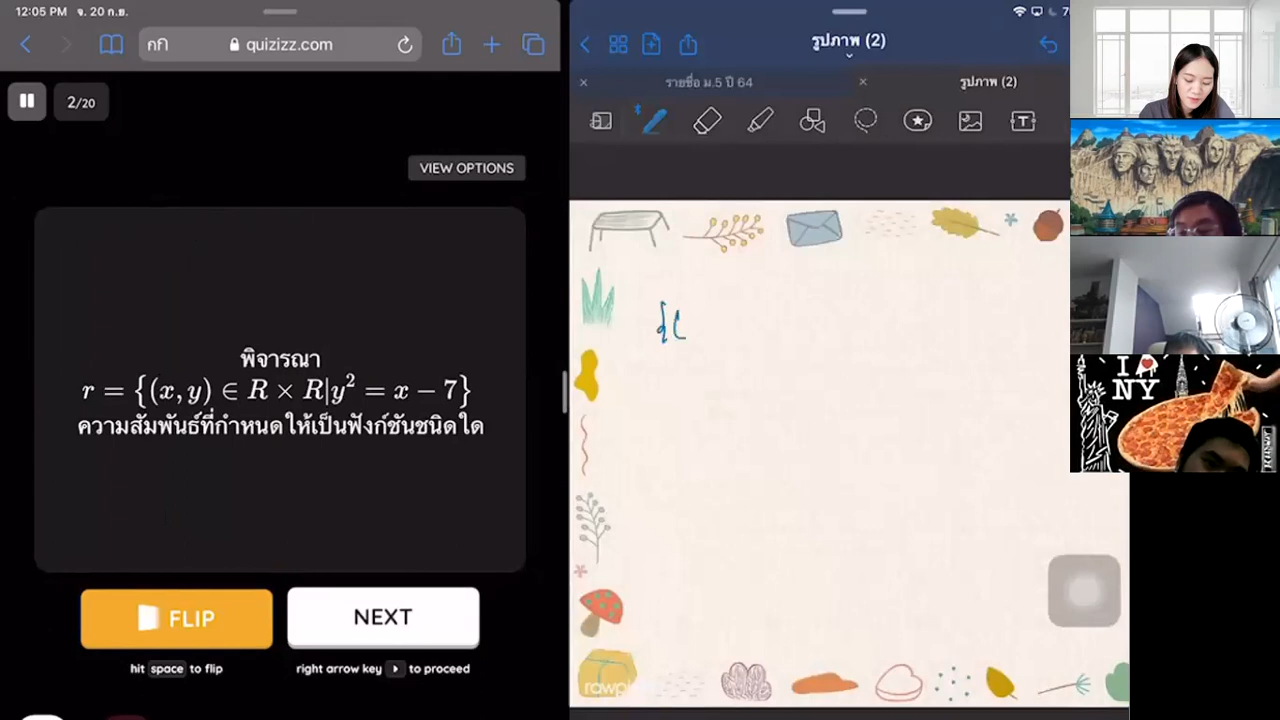 12:05 PM จ. 20 ก.ย.
กก quizizz.com
2/20
VIEW OPTIONS
พิจารณา
r = {(x, y) ∈ R × R|y² = x − 7}
ความสัมพันธ์ที่กำหนดให้เป็นฟังก์ชันชนิดใด
FLIP
NEXT
hit space to flip
right arrow key to proceed
รูปภาพ (2)
รายชื่อ ม.5 ปี 64
รูปภาพ (2)
T
{(
I NY